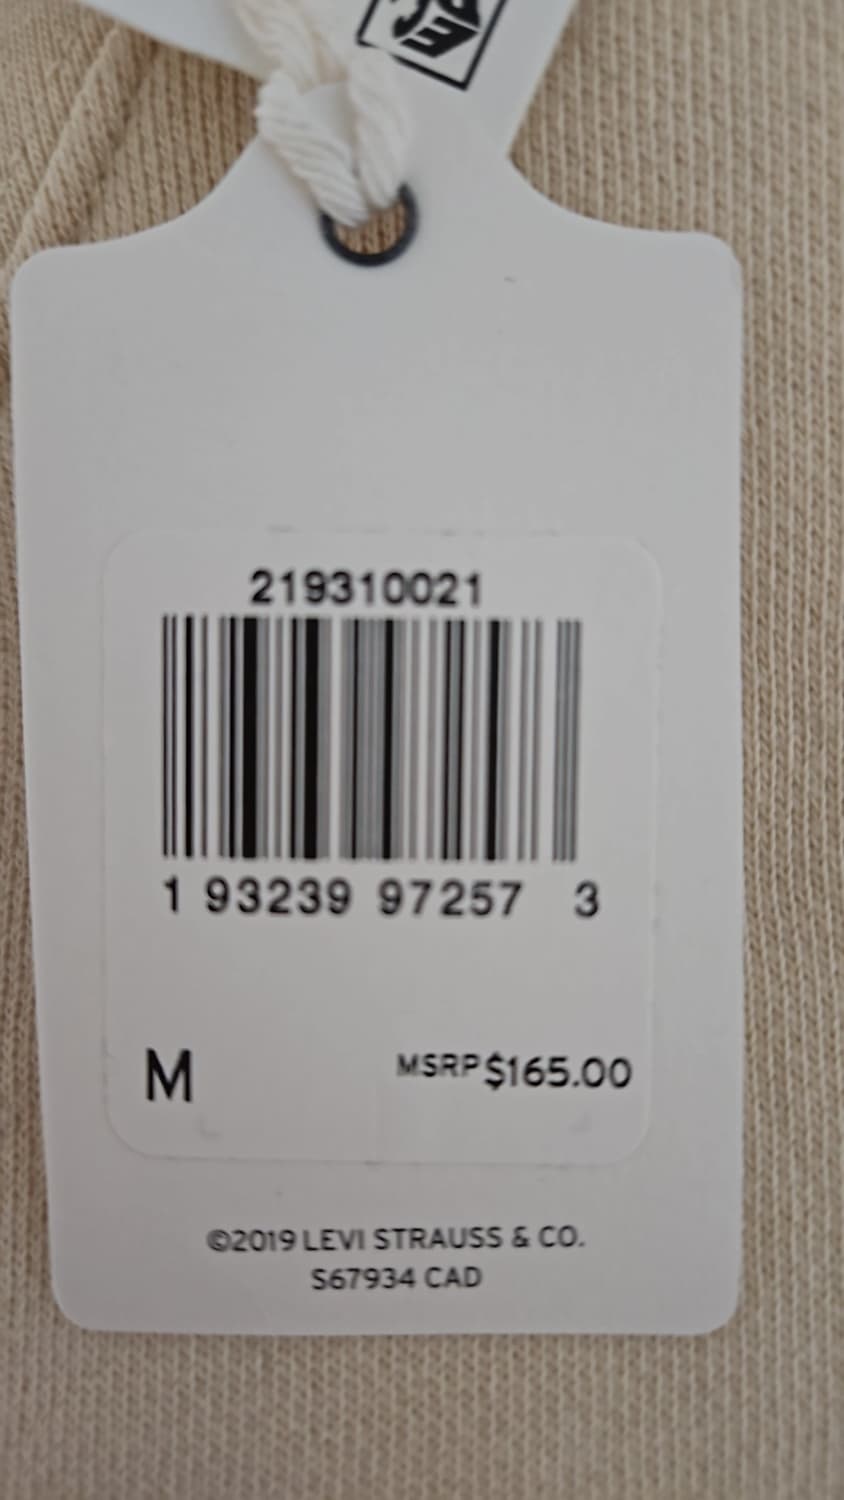 219310021
1 93239 97257 3
M MSRP $165.00
©2019 LEVI STRAUSS & CO.
S67934 CAD